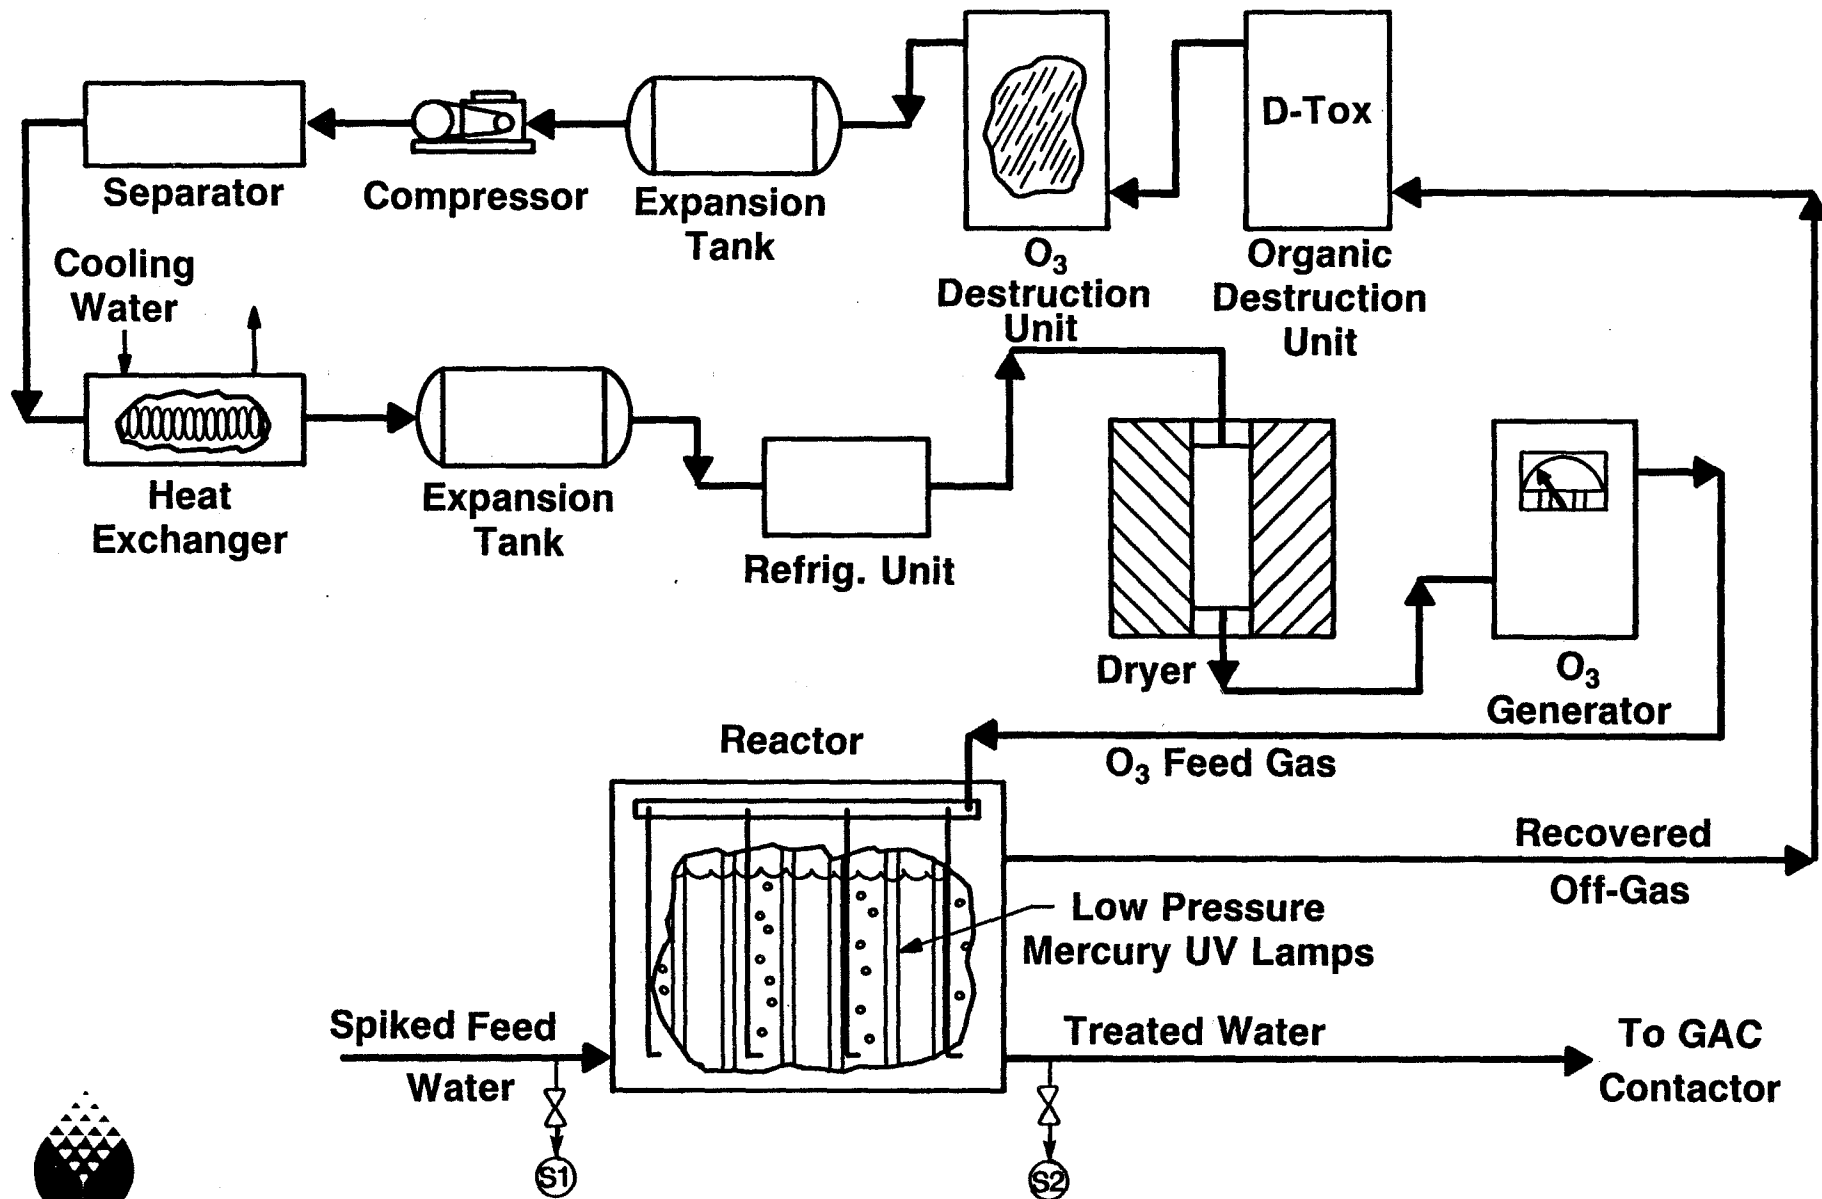 D-Tox
Separator
Compressor
Expansion
Tank
O₃
Destruction
Unit
Organic
Destruction
Unit
Cooling
Water
Heat
Exchanger
Expansion
Tank
Refrig. Unit
Dryer
O₃
Generator
Reactor
O₃ Feed Gas
Recovered
Off-Gas
Low Pressure
Mercury UV Lamps
Spiked Feed
Water
Treated Water
To GAC
Contactor
S1
S2